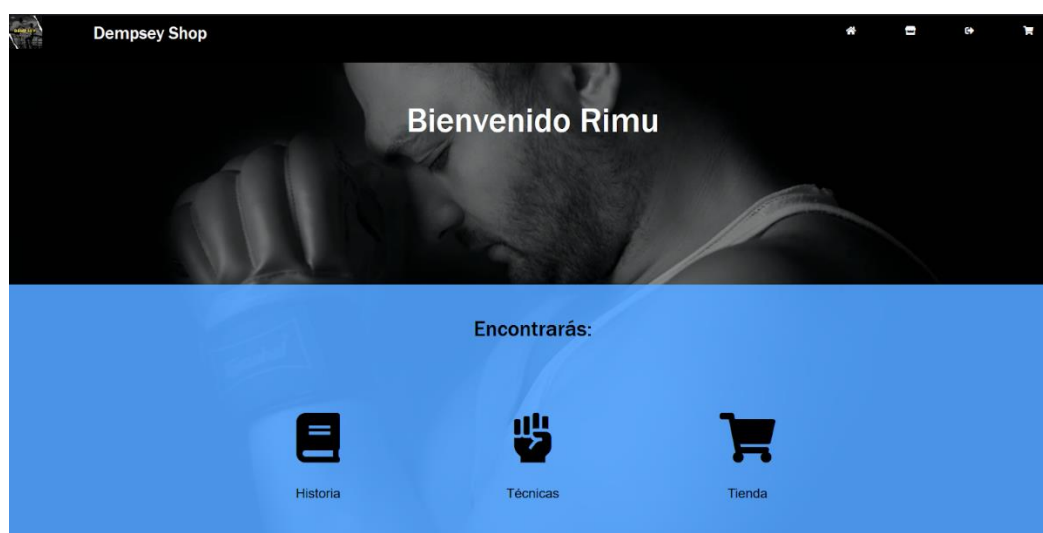 Dempsey Shop
Bienvenido Rimu
Encontrarás:
Historia
Técnicas
Tienda